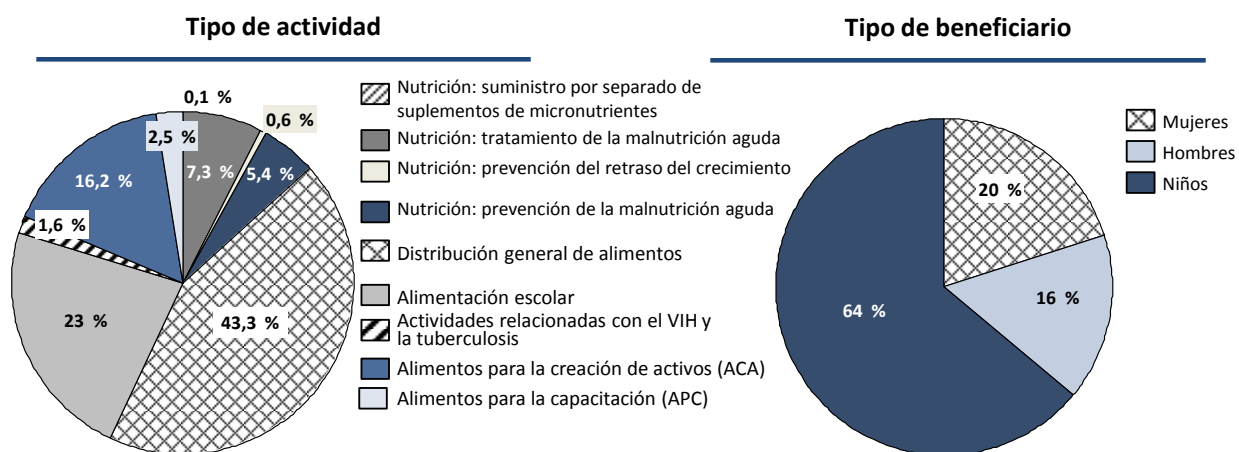 Tipo de actividad
0,1 %
0,6 %
2,5 %
7,3 %
5,4 %
16,2 %
1,6 %
23 %
43,3 %
Nutrición: suministro por separado de
suplementos de micronutrientes
Nutrición: tratamiento de la malnutrición aguda
Nutrición: prevención del retraso del crecimiento
Nutrición: prevención de la malnutrición aguda
Distribución general de alimentos
Alimentación escolar
Actividades relacionadas con el VIH y
la tuberculosis
Alimentos para la creación de activos (ACA)
Alimentos para la capacitación (APC)
Tipo de beneficiario
20 %
16 %
64 %
Mujeres
Hombres
Niños